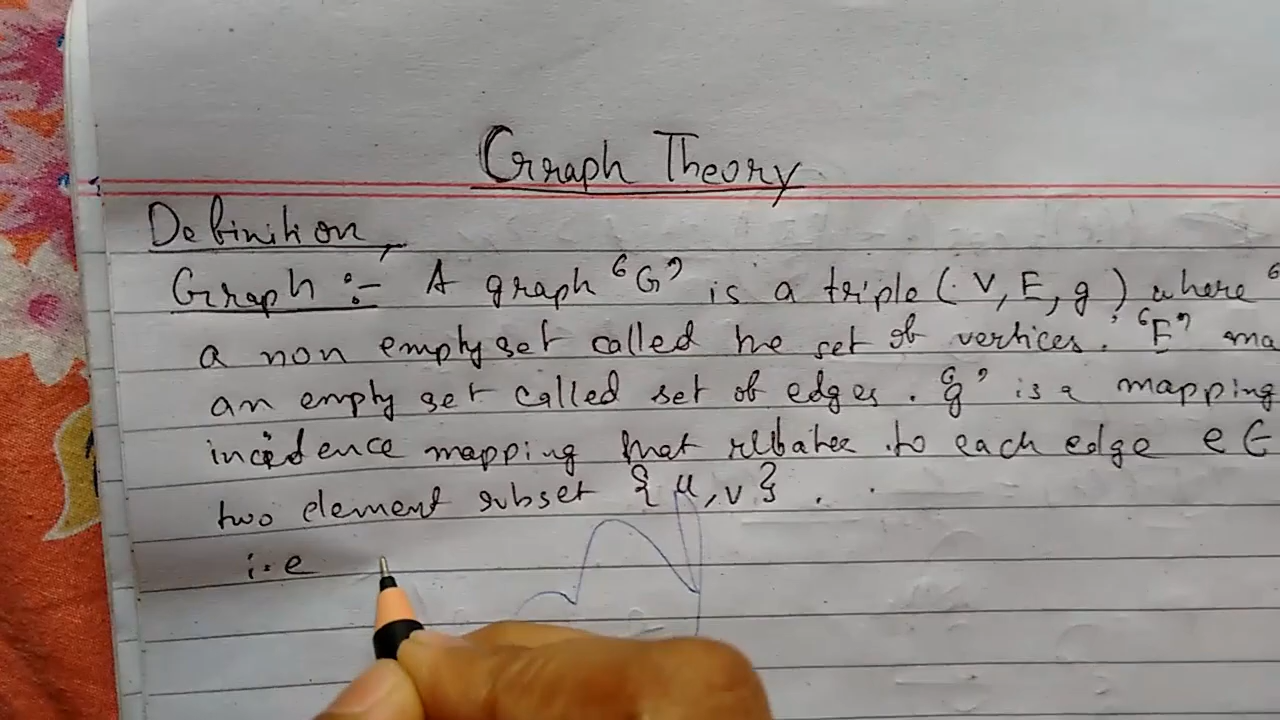 Graph Theory
Definition,
Graph :- A graph 'G' is a triple (V, E, g) where '
a non empty set called the set of vertices. 'E' ma
an empty set called set of edges. 'g' is a mapping
incidence mapping that relates to each edge e ∈
two element subset {μ, v}.
i.e